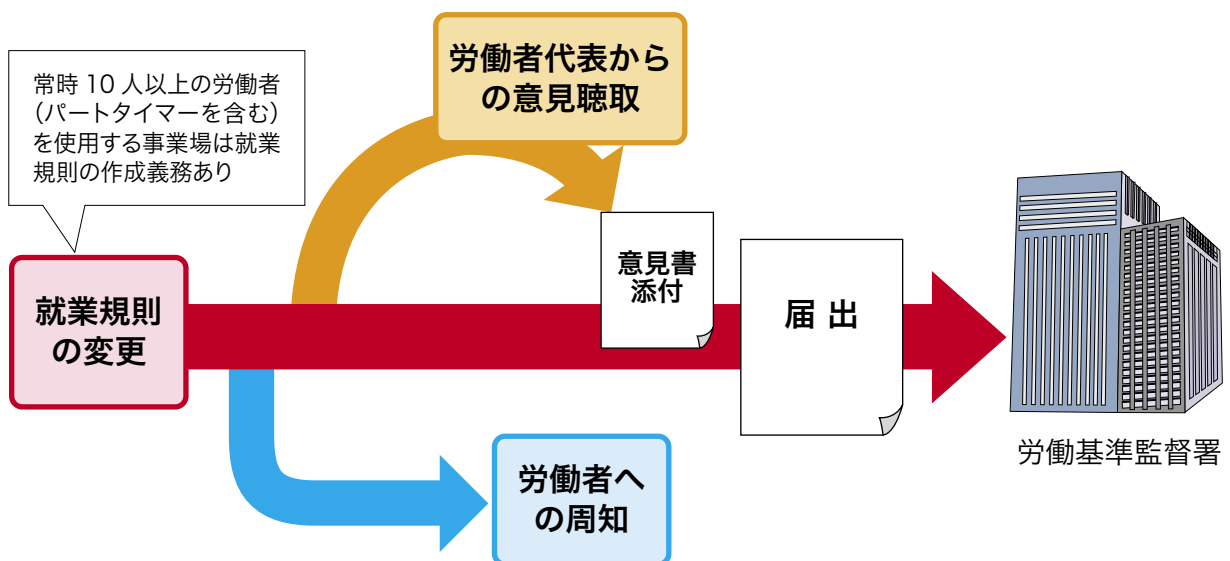 常時 10 人以上の労働者
（パートタイマーを含む）
を使用する事業場は就業
規則の作成義務あり
労働者代表から
の意見聴取
就業規則
の変更
意見書
添付
届 出
労働者へ
の周知
労働基準監督署